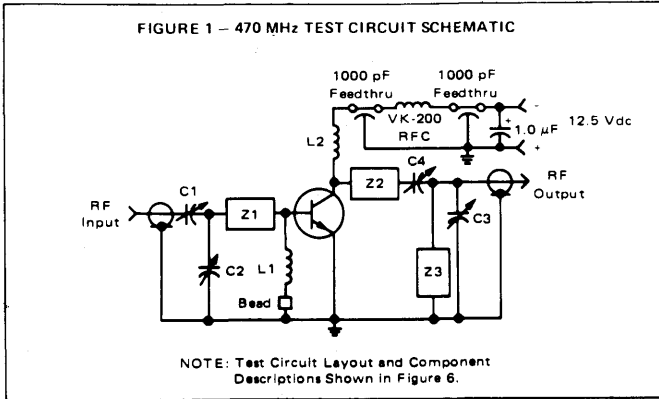 FIGURE 1 – 470 MHz TEST CIRCUIT SCHEMATIC
1000 pF
Feedthru
1000 pF
Feedthru
VK-200
RFC
-
+
1.0 µF
12.5 Vdc
+
L2
C4
Z2
RF
Output
C1
RF
Input
Z1
C3
C2
L1
Z3
Bead
NOTE: Test Circuit Layout and Component
Descriptions Shown in Figure 6.